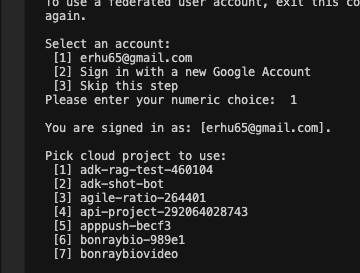 To use a federated user account, exit this co
again.
Select an account:
[1] erhu65@gmail.com
[2] Sign in with a new Google Account
[3] Skip this step
Please enter your numeric choice:  1
You are signed in as: [erhu65@gmail.com].
Pick cloud project to use:
[1] adk-rag-test-460104
[2] adk-shot-bot
[3] agile-ratio-264401
[4] api-project-292064028743
[5] apppush-becf3
[6] bonraybio-989e1
[7] bonraybiovideo